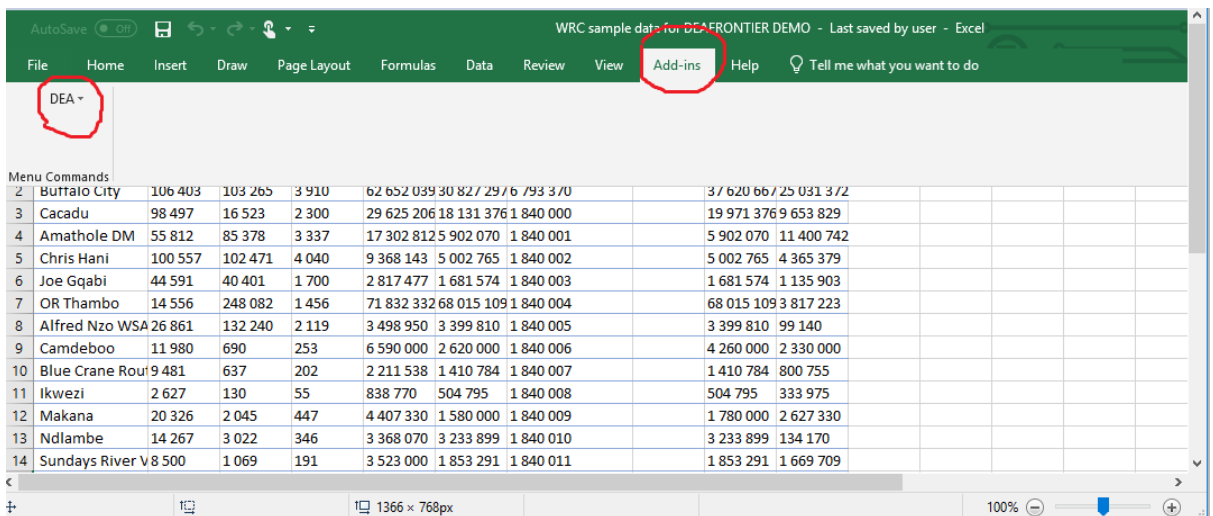 AutoSave Off WRC sample data for DEAFRONTIER DEMO - Last saved by user - Excel
File Home Insert Draw Page Layout Formulas Data Review View Add-ins Help Tell me what you want to do
DEA
Menu Commands
2 Buffalo City 106 403 103 265 3 910 62 652 039 30 827 297 6 793 370 37 620 667 25 031 372
3 Cacadu 98 497 16 523 2 300 29 625 206 18 131 376 1 840 000 19 971 376 9 653 829
4 Amathole DM 55 812 85 378 3 337 17 302 812 5 902 070 1 840 001 5 902 070 11 400 742
5 Chris Hani 100 557 102 471 4 040 9 368 143 5 002 765 1 840 002 5 002 765 4 365 379
6 Joe Gqabi 44 591 40 401 1 700 2 817 477 1 681 574 1 840 003 1 681 574 1 135 903
7 OR Thambo 14 556 248 082 1 456 71 832 332 68 015 109 1 840 004 68 015 109 3 817 223
8 Alfred Nzo WSA 26 861 132 240 2 119 3 498 950 3 399 810 1 840 005 3 399 810 99 140
9 Camdeboo 11 980 690 253 6 590 000 2 620 000 1 840 006 4 260 000 2 330 000
10 Blue Crane Rout 9 481 637 202 2 211 538 1 410 784 1 840 007 1 410 784 800 755
11 Ikwezi 2 627 130 55 838 770 504 795 1 840 008 504 795 333 975
12 Makana 20 326 2 045 447 4 407 330 1 580 000 1 840 009 1 780 000 2 627 330
13 Ndlambe 14 267 3 022 346 3 368 070 3 233 899 1 840 010 3 233 899 134 170
14 Sundays River V 8 500 1 069 191 3 523 000 1 853 291 1 840 011 1 853 291 1 669 709
1366 × 768px 100%